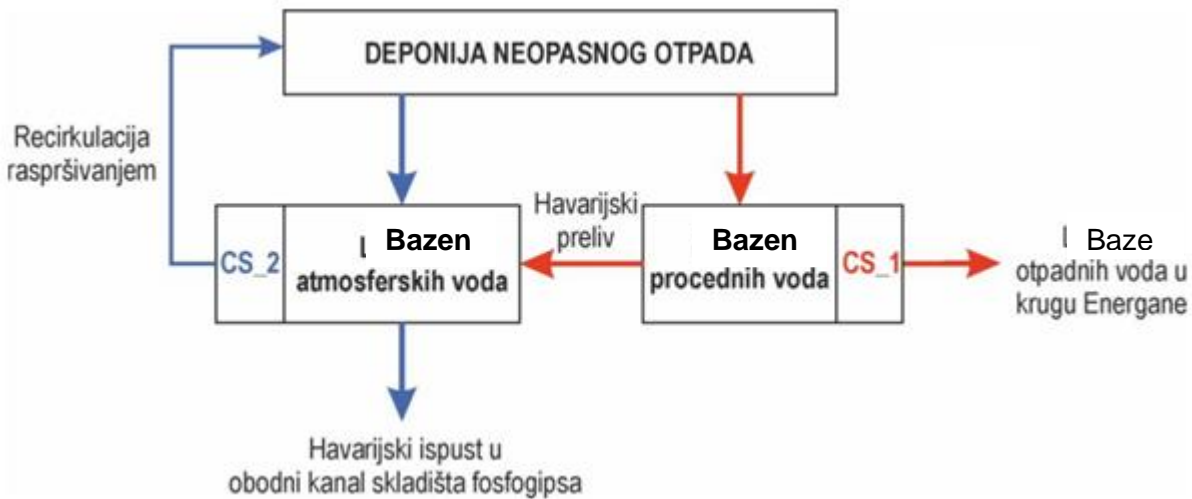 DEPONIJA NEOPASNOG OTPADA
Recirkulacija
raspršivanjem
Havarijski
preliv
CS_2
Bazen
atmosferskih voda
Bazen
procednih voda
CS_1
Baze
otpadnih voda u
krugu Energane
Havarijski ispust u
obodni kanal skladišta fosfogipsa